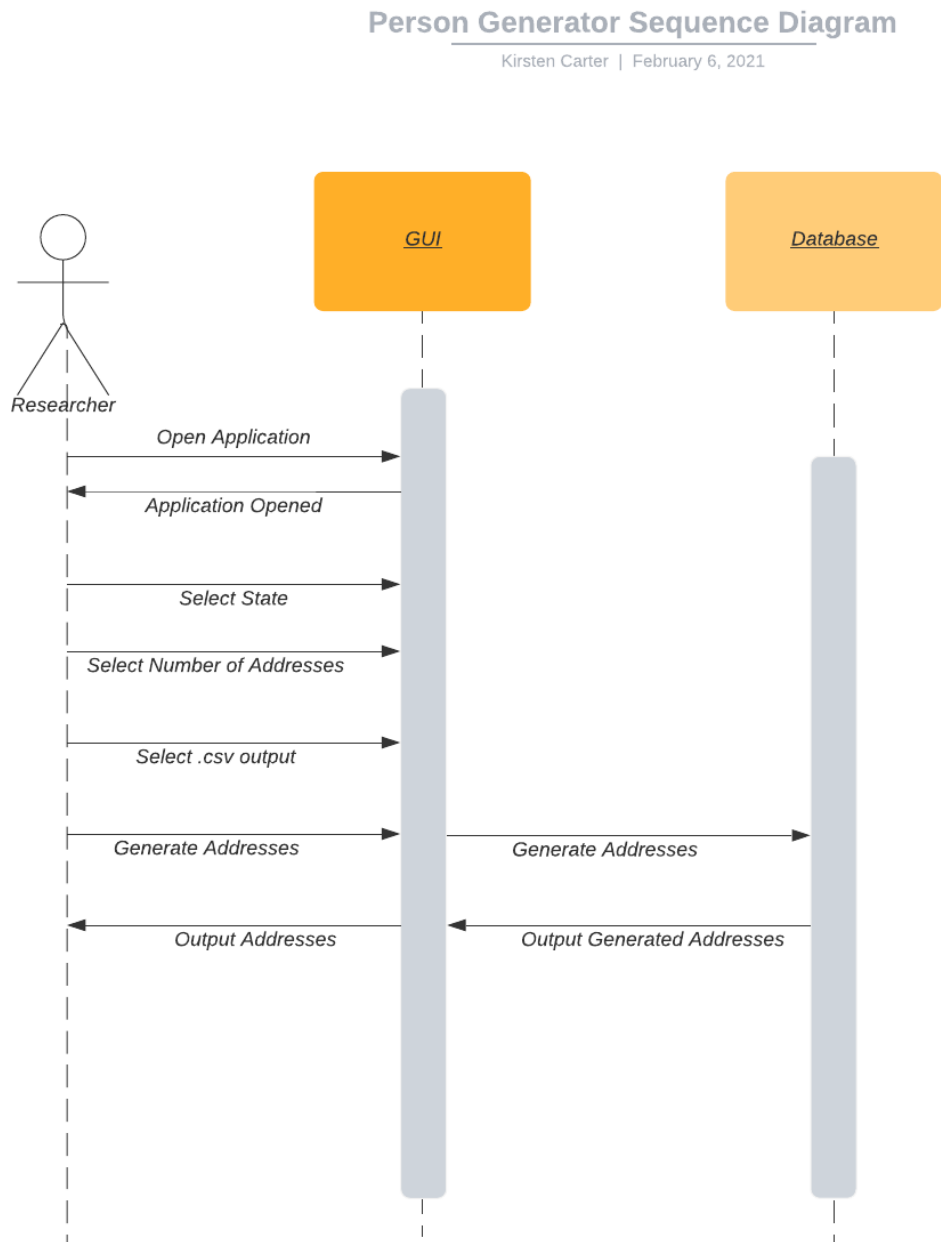 Person Generator Sequence Diagram
Kirsten Carter | February 6, 2021
GUI
Database
Researcher
Open Application
Application Opened
Select State
Select Number of Addresses
Select .csv output
Generate Addresses
Generate Addresses
Output Addresses
Output Generated Addresses